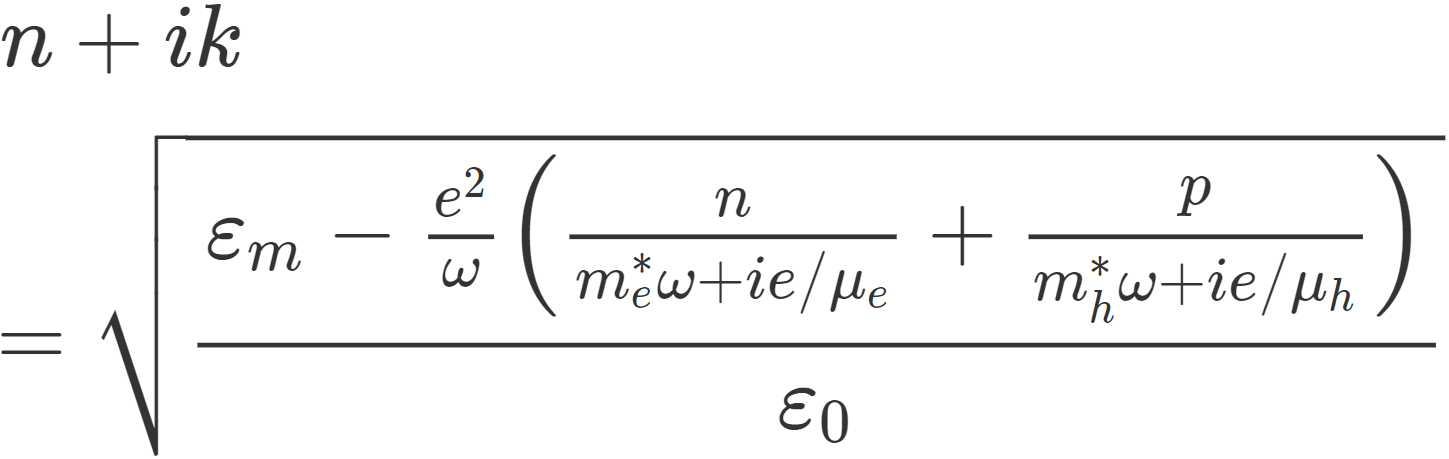 n + ik
= √((ε_m − e²/ω (n/(m_e^*ω+ie/μ_e) + p/(m_h^*ω+ie/μ_h)))/ε_0)